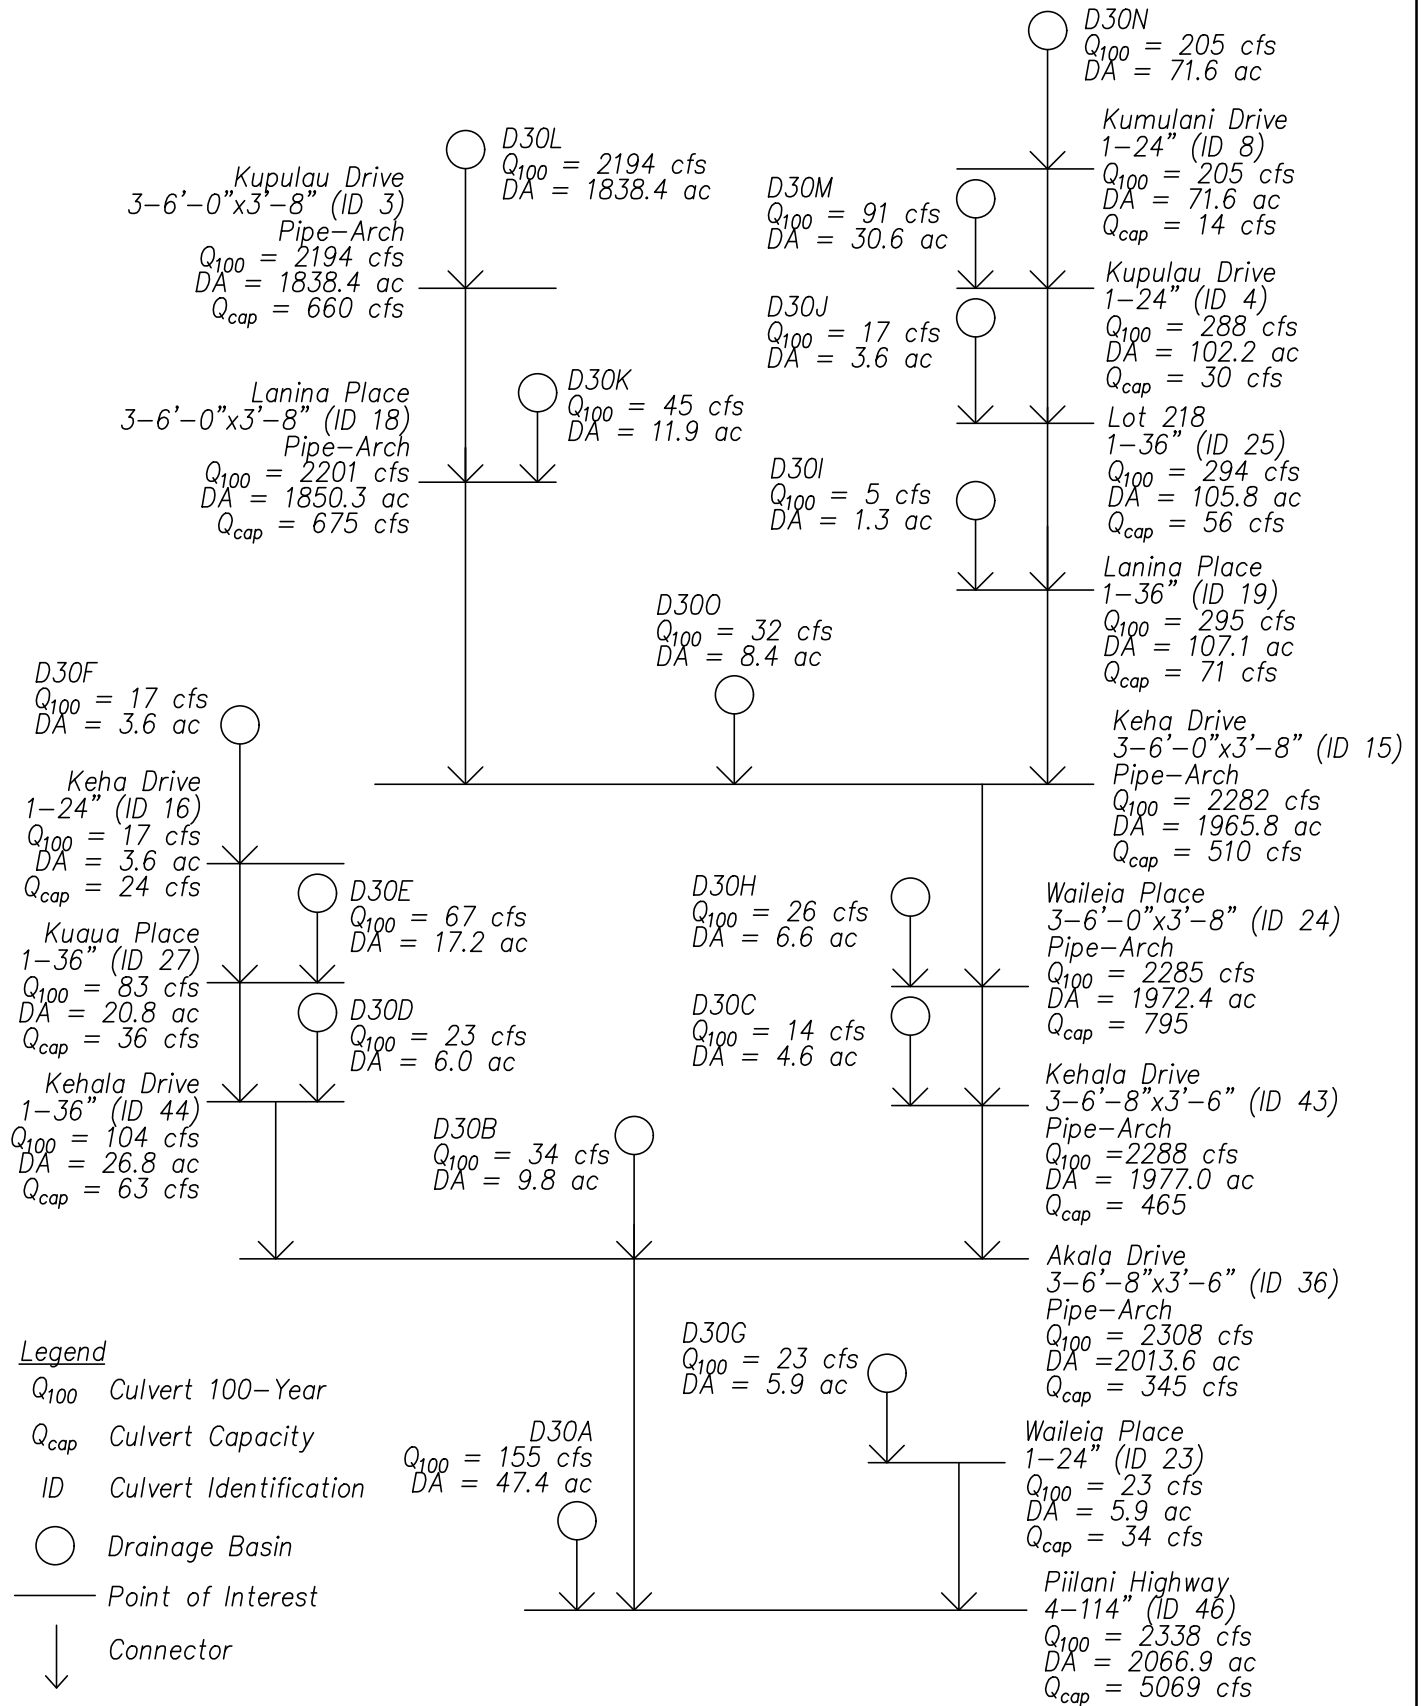 D30N
Q100 = 205 cfs
DA = 71.6 ac
Kumulani Drive
1-24" (ID 8)
Q100 = 205 cfs
DA = 71.6 ac
Qcap = 14 cfs
D30L
Q100 = 2194 cfs
DA = 1838.4 ac
Kupulau Drive
3-6'-0"x3'-8" (ID 3)
Pipe-Arch
Q100 = 2194 cfs
DA = 1838.4 ac
Qcap = 660 cfs
D30M
Q100 = 91 cfs
DA = 30.6 ac
Kupulau Drive
1-24" (ID 4)
Q100 = 288 cfs
DA = 102.2 ac
Qcap = 30 cfs
D30J
Q100 = 17 cfs
DA = 3.6 ac
Lanina Place
3-6'-0"x3'-8" (ID 18)
Pipe-Arch
Q100 = 2201 cfs
DA = 1850.3 ac
Qcap = 675 cfs
D30K
Q100 = 45 cfs
DA = 11.9 ac
Lot 218
1-36" (ID 25)
Q100 = 294 cfs
DA = 105.8 ac
Qcap = 56 cfs
D30I
Q100 = 5 cfs
DA = 1.3 ac
Lanina Place
1-36" (ID 19)
Q100 = 295 cfs
DA = 107.1 ac
Qcap = 71 cfs
D30O
Q100 = 32 cfs
DA = 8.4 ac
D30F
Q100 = 17 cfs
DA = 3.6 ac
Keha Drive
3-6'-0"x3'-8" (ID 15)
Pipe-Arch
Q100 = 2282 cfs
DA = 1965.8 ac
Qcap = 510 cfs
Keha Drive
1-24" (ID 16)
Q100 = 17 cfs
DA = 3.6 ac
Qcap = 24 cfs
D30E
Q100 = 67 cfs
DA = 17.2 ac
D30H
Q100 = 26 cfs
DA = 6.6 ac
Waileia Place
3-6'-0"x3'-8" (ID 24)
Pipe-Arch
Q100 = 2285 cfs
DA = 1972.4 ac
Qcap = 795
Kuaua Place
1-36" (ID 27)
Q100 = 83 cfs
DA = 20.8 ac
Qcap = 36 cfs
D30D
Q100 = 23 cfs
DA = 6.0 ac
D30C
Q100 = 14 cfs
DA = 4.6 ac
Kehala Drive
1-36" (ID 44)
Q100 = 104 cfs
DA = 26.8 ac
Qcap = 63 cfs
Kehala Drive
3-6'-8"x3'-6" (ID 43)
Pipe-Arch
Q100 =2288 cfs
DA = 1977.0 ac
Qcap = 465
D30B
Q100 = 34 cfs
DA = 9.8 ac
Akala Drive
3-6'-8"x3'-6" (ID 36)
Pipe-Arch
Q100 = 2308 cfs
DA =2013.6 ac
Qcap = 345 cfs
D30G
Q100 = 23 cfs
DA = 5.9 ac
Legend
Q100 Culvert 100-Year
Qcap Culvert Capacity
ID Culvert Identification
Drainage Basin
Point of Interest
Connector
D30A
Q100 = 155 cfs
DA = 47.4 ac
Waileia Place
1-24" (ID 23)
Q100 = 23 cfs
DA = 5.9 ac
Qcap = 34 cfs
Piilani Highway
4-114" (ID 46)
Q100 = 2338 cfs
DA = 2066.9 ac
Qcap = 5069 cfs